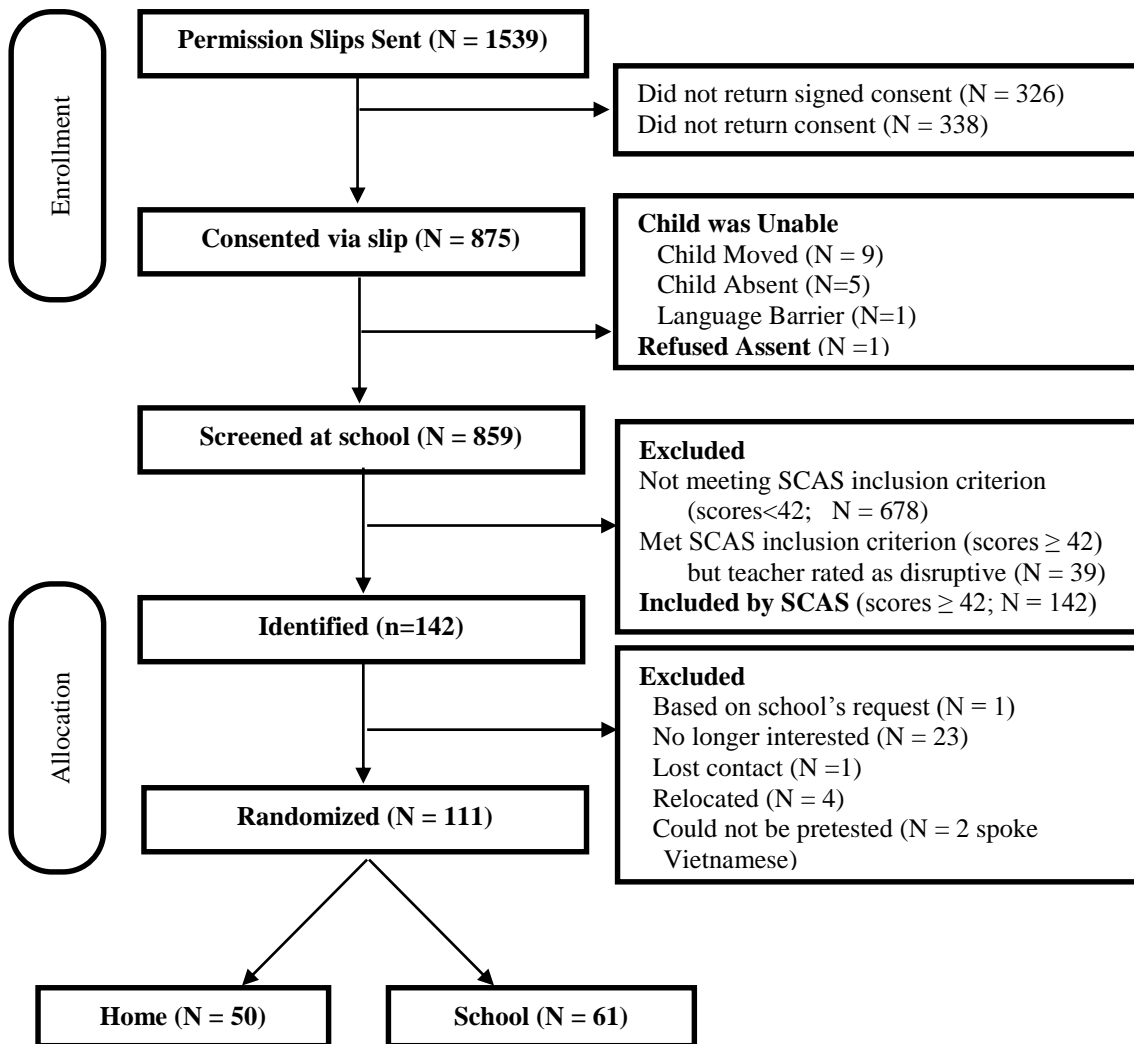 Enrollment
Permission Slips Sent (N = 1539)
Did not return signed consent (N = 326)
Did not return consent (N = 338)
Consented via slip (N = 875)
Child was Unable
Child Moved (N = 9)
Child Absent (N=5)
Language Barrier (N=1)
Refused Assent (N =1)
Screened at school (N = 859)
Excluded
Not meeting SCAS inclusion criterion
(scores<42; N = 678)
Met SCAS inclusion criterion (scores ≥ 42)
but teacher rated as disruptive (N = 39)
Included by SCAS (scores ≥ 42; N = 142)
Allocation
Identified (n=142)
Excluded
Based on school’s request (N = 1)
No longer interested (N = 23)
Lost contact (N =1)
Relocated (N = 4)
Could not be pretested (N = 2 spoke
Vietnamese)
Randomized (N = 111)
Home (N = 50)
School (N = 61)